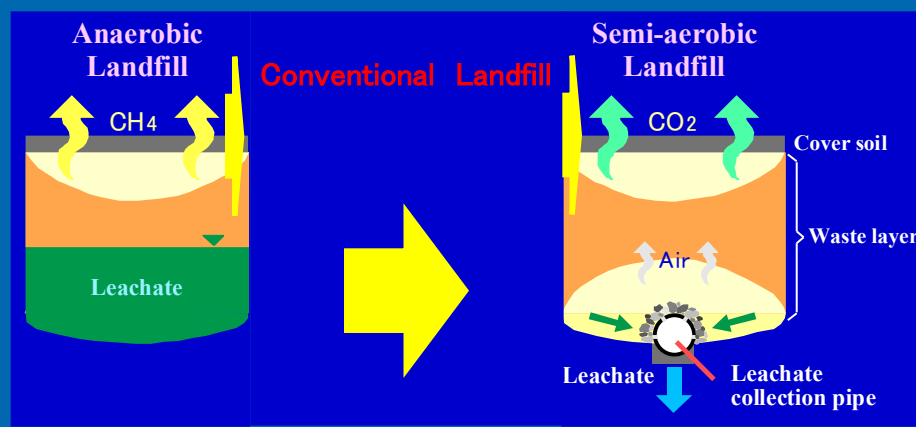 Anaerobic
Landfill
CH4
Leachate
Conventional Landfill
Semi-aerobic
Landfill
CO2
Cover soil
Waste layer
Air
Leachate
Leachate
collection pipe